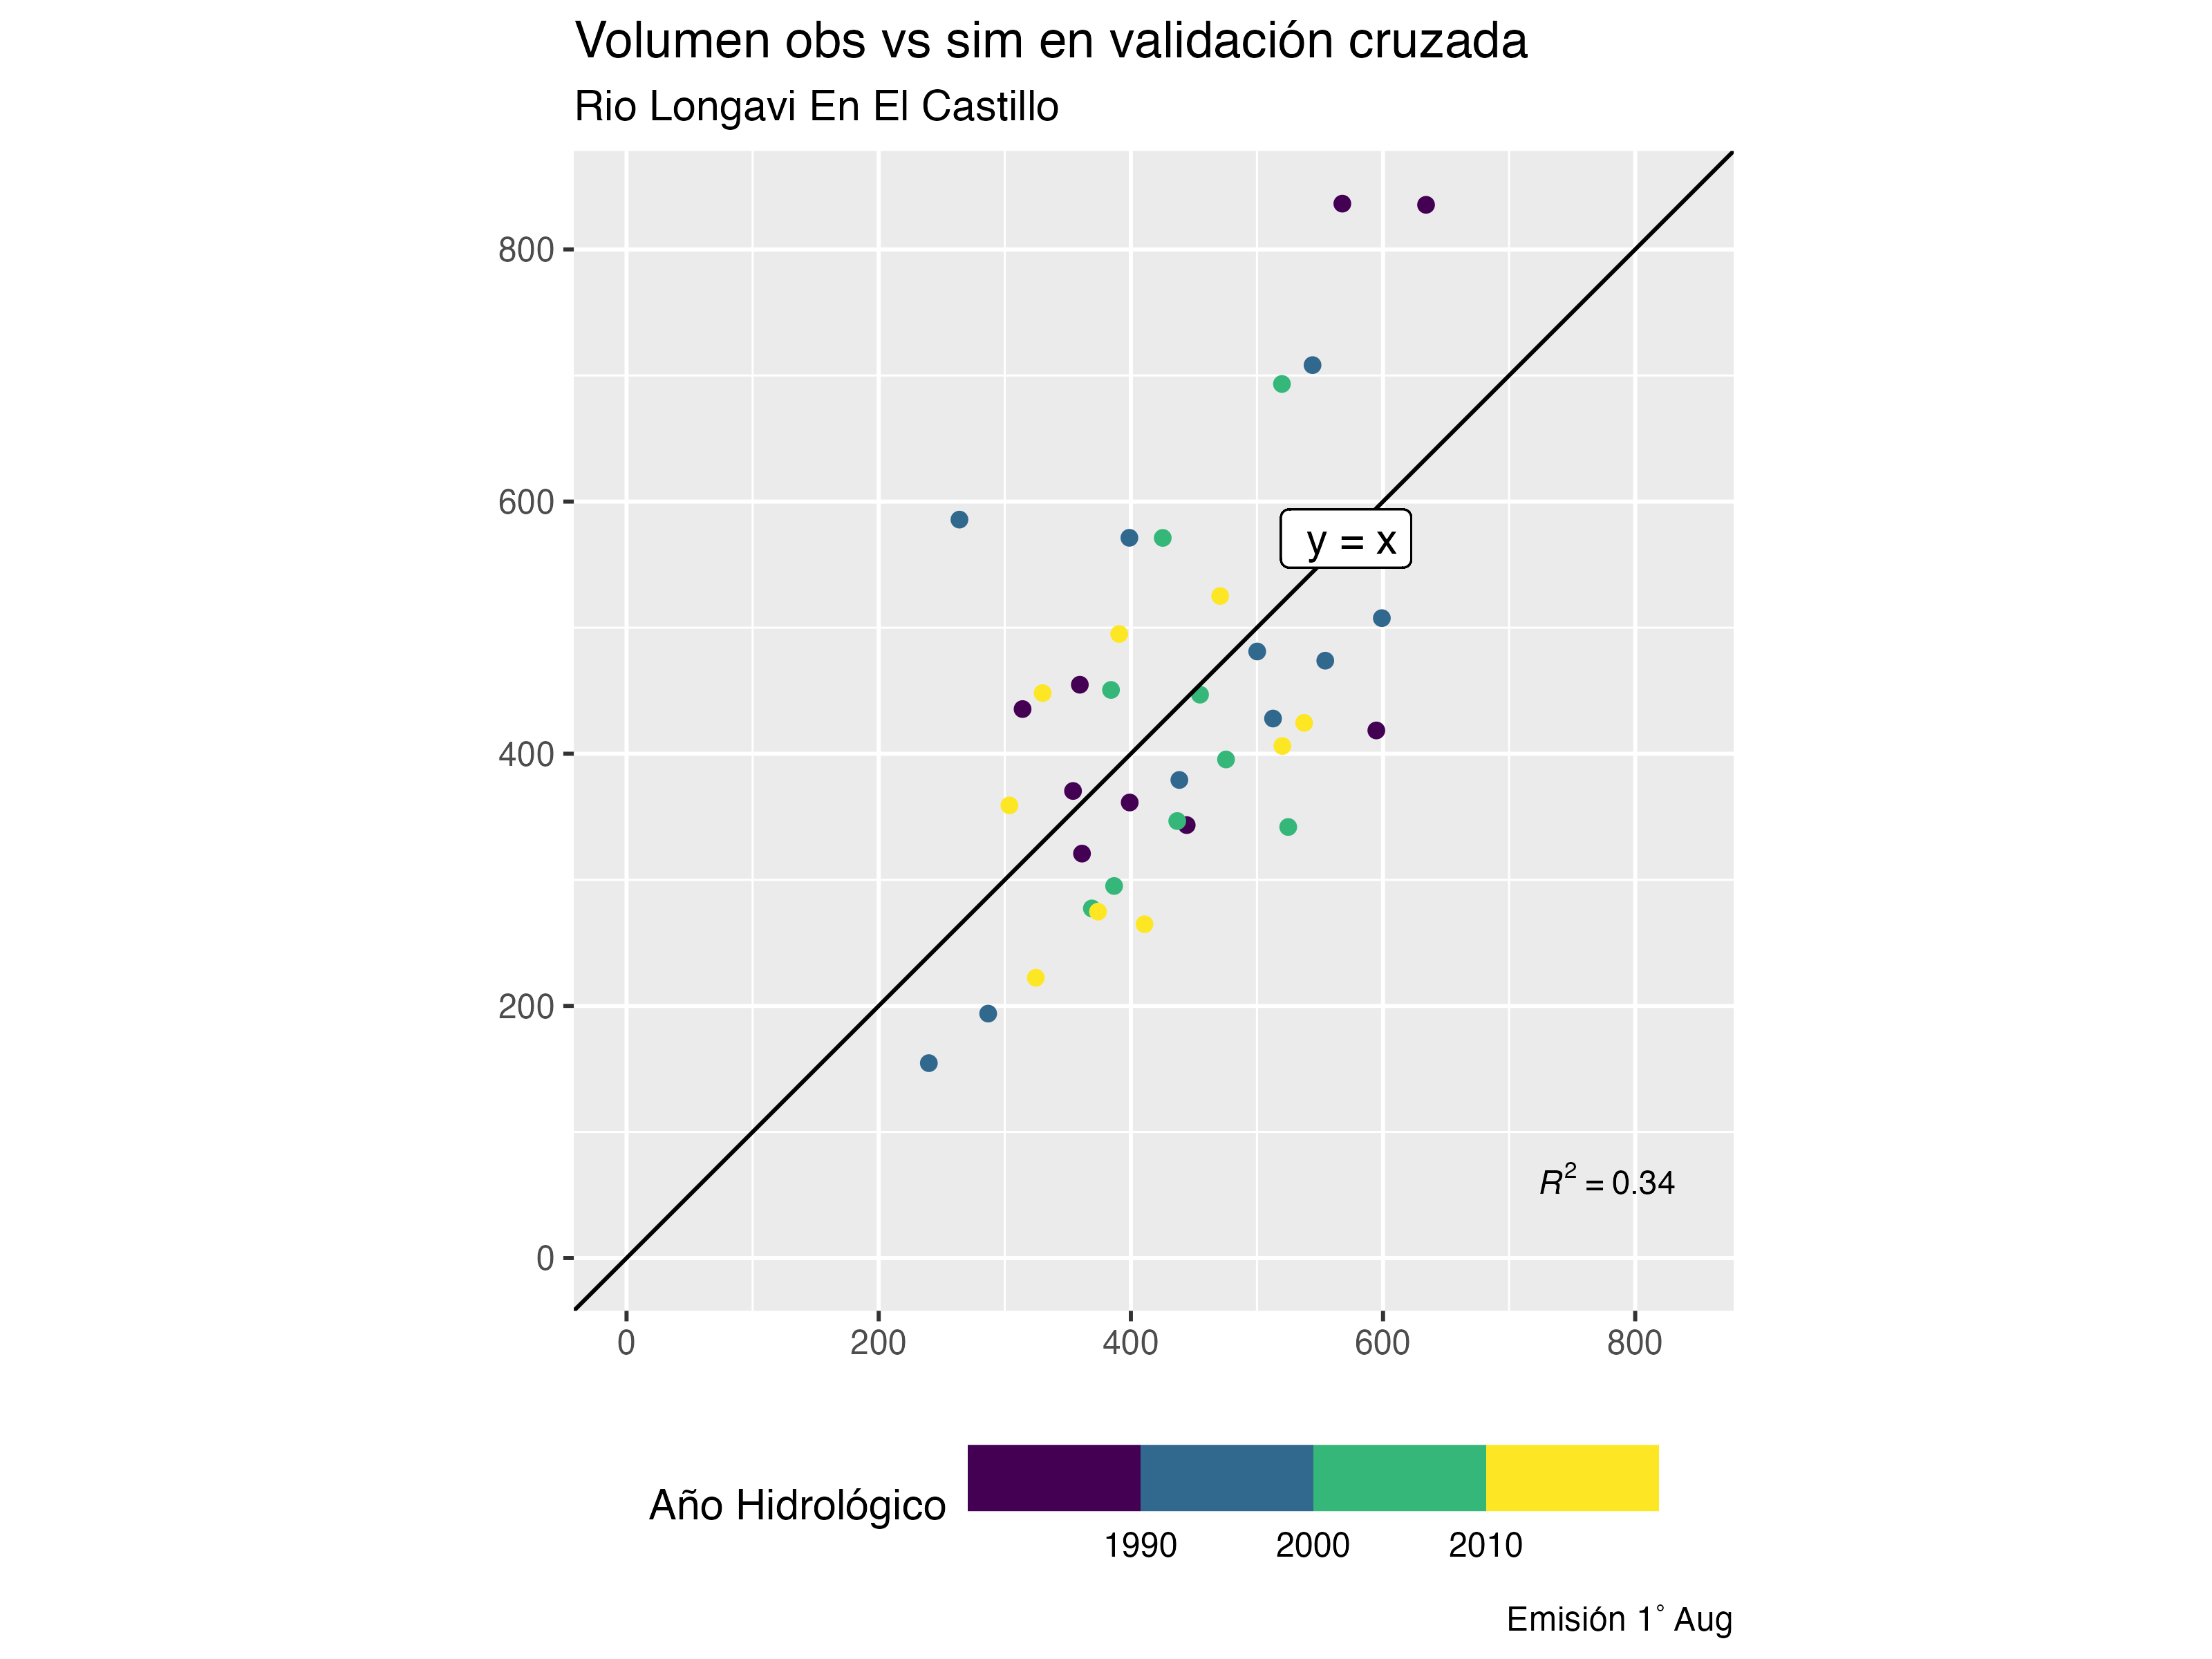 Volumen obs vs sim en validación cruzada
Rio Longavi En El Castillo
800
600
y = x
400
200
R² = 0.34
0
0 200 400 600 800
Año Hidrológico
1990 2000 2010
Emisión 1° Aug